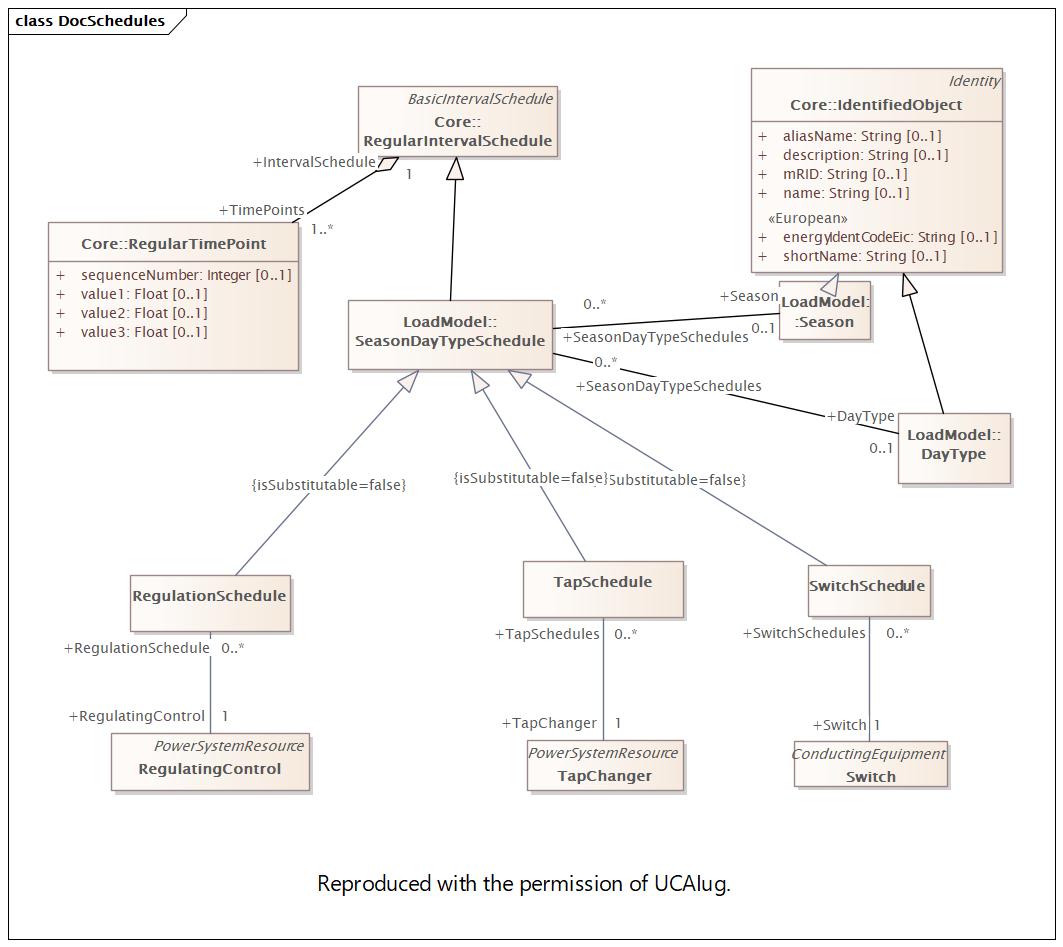 class DocSchedules
BasicIntervalSchedule
Core::
RegularIntervalSchedule
Identity
Core::IdentifiedObject
+ aliasName: String [0..1]
+ description: String [0..1]
+ mRID: String [0..1]
+ name: String [0..1]
«European»
+ energyIdentCodeEic: String [0..1]
+ shortName: String [0..1]
+IntervalSchedule
1
+TimePoints
1..*
Core::RegularTimePoint
+ sequenceNumber: Integer [0..1]
+ value1: Float [0..1]
+ value2: Float [0..1]
+ value3: Float [0..1]
LoadModel::
SeasonDayTypeSchedule
0..*
+Season
+SeasonDayTypeSchedules
0..1
LoadModel:
:Season
0..*
+SeasonDayTypeSchedules
+DayType
0..1
LoadModel::
DayType
{isSubstitutable=false}
{isSubstitutable=false}
Substitutable=false}
RegulationSchedule
TapSchedule
SwitchSchedule
+RegulationSchedule 0..*
+TapSchedules 0..*
+SwitchSchedules 0..*
+RegulatingControl 1
+TapChanger 1
+Switch 1
PowerSystemResource
RegulatingControl
PowerSystemResource
TapChanger
ConductingEquipment
Switch
Reproduced with the permission of UCAIug.